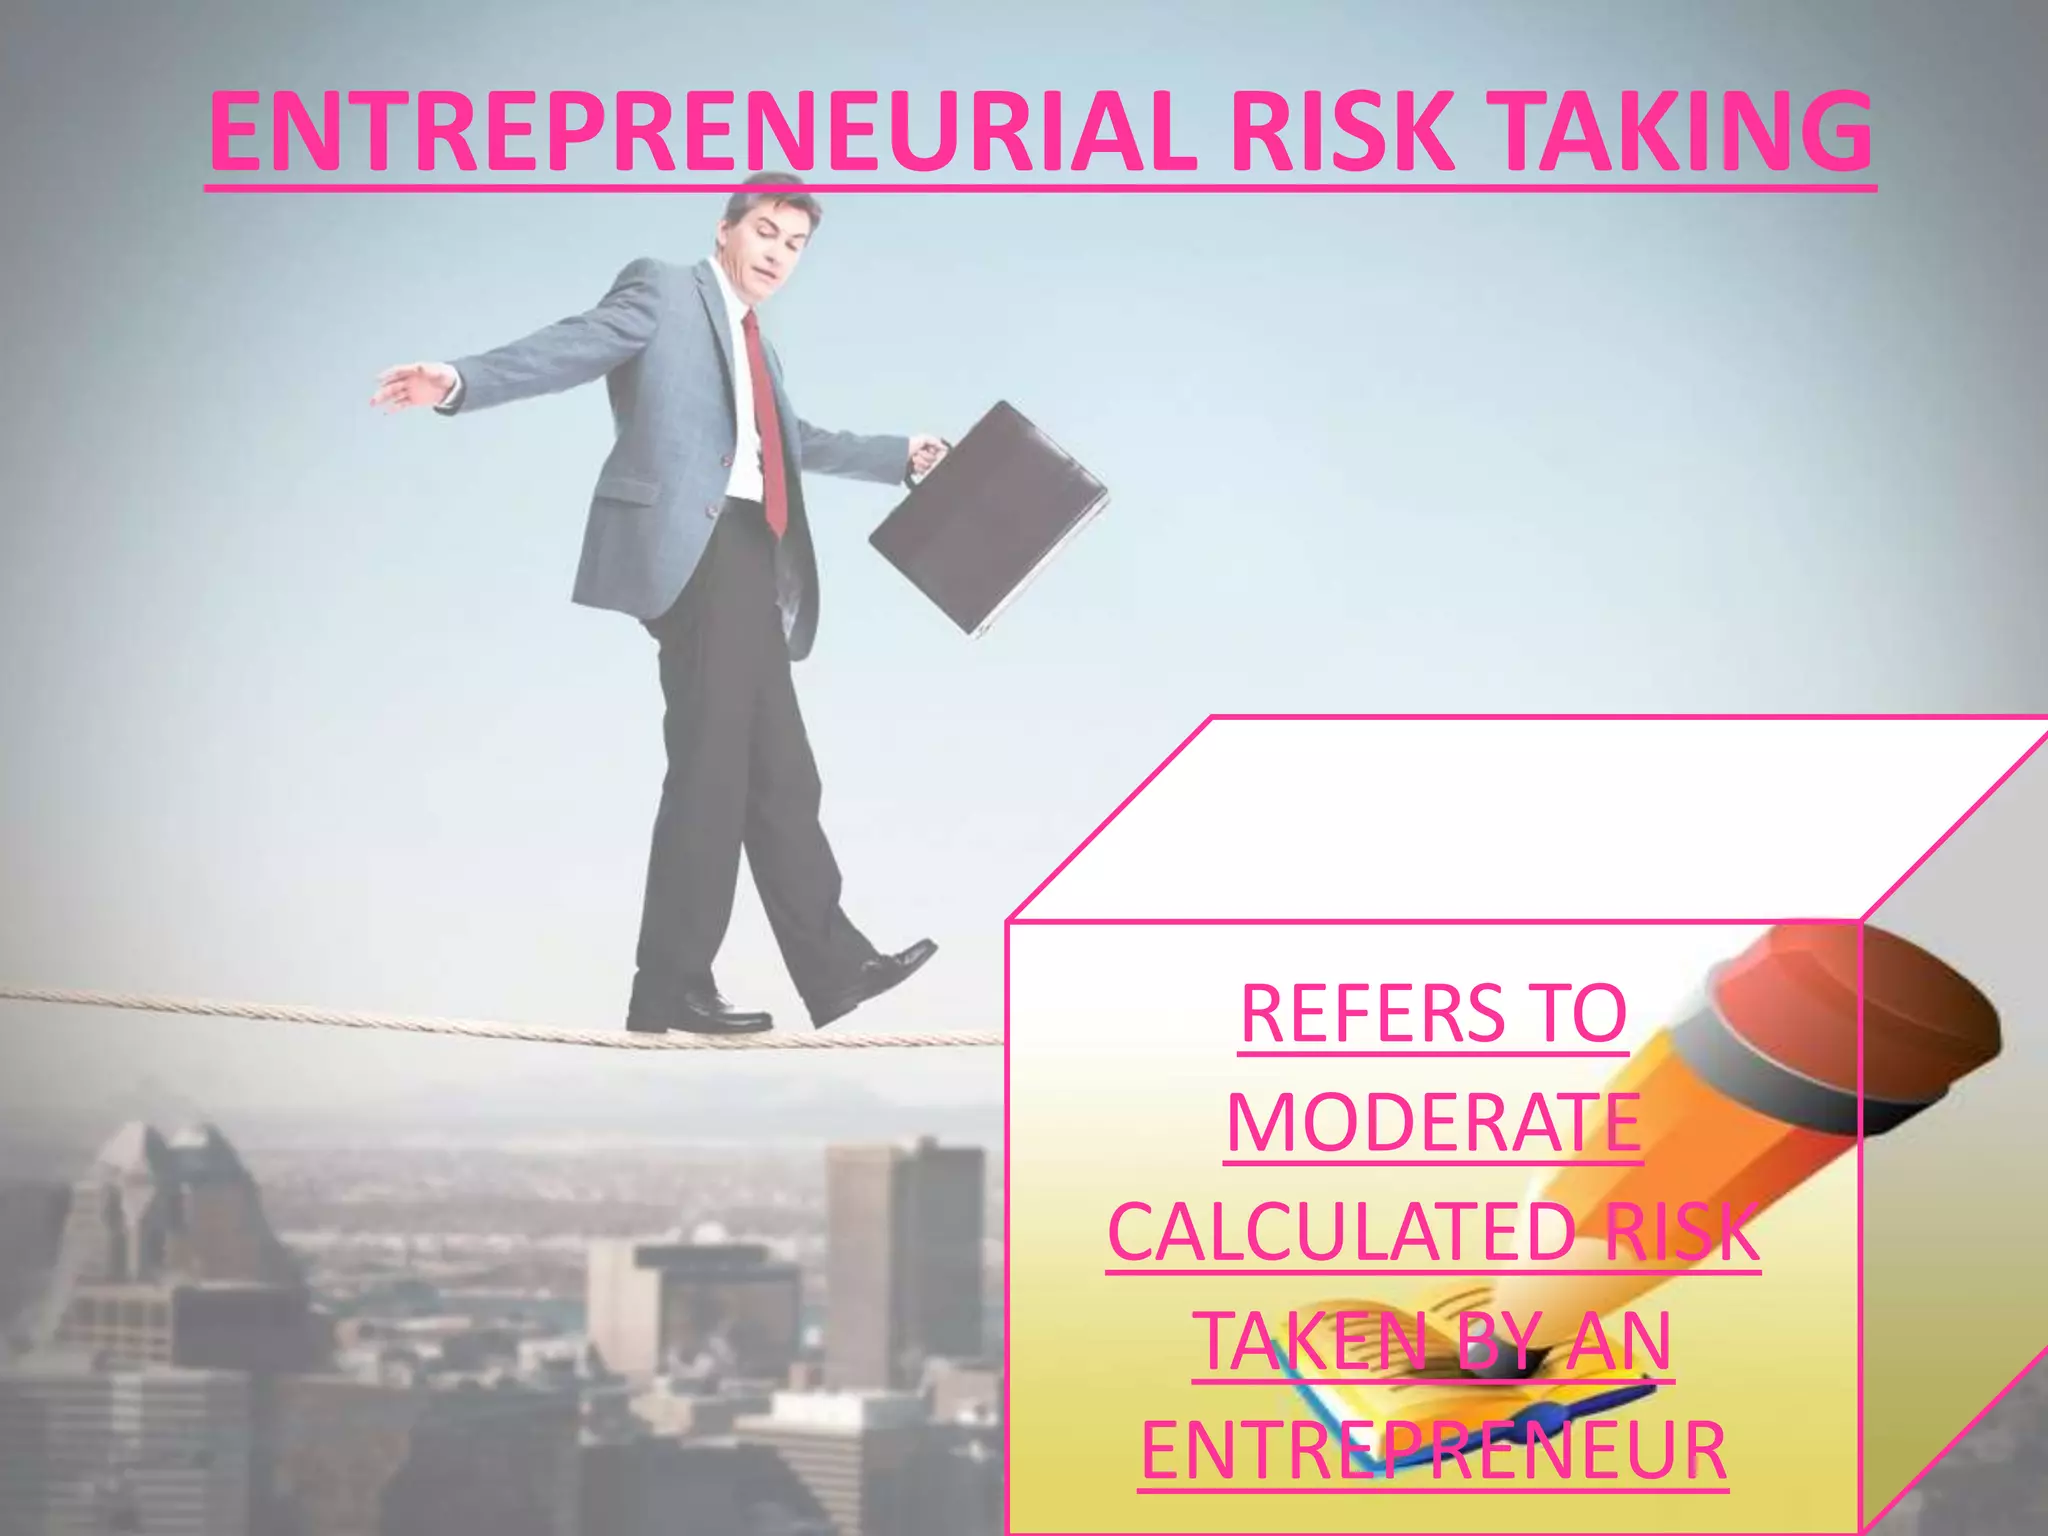 ENTREPRENEURIAL RISK TAKING
REFERS TO
MODERATE
CALCULATED RISK
TAKEN BY AN
ENTREPRENEUR